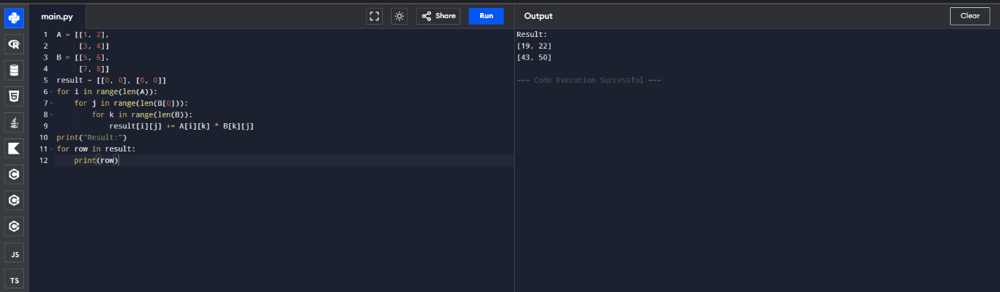 main.py
Share
Run
Output
Clear
1 A = [[1, 2],
2      [3, 4]]
3 B = [[5, 6],
4      [7, 8]]
5 result = [[0, 0], [0, 0]]
6 for i in range(len(A)):
7     for j in range(len(B[0])):
8         for k in range(len(B)):
9             result[i][j] += A[i][k] * B[k][j]
10 print("Result:")
11 for row in result:
12     print(row)
Result:
[19, 22]
[43, 50]
=== Code Execution Successful ===
JS
TS